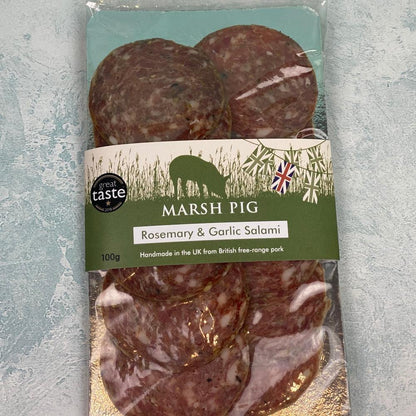 great
taste
MARSH PIG
Rosemary & Garlic Salami
100g
Handmade in the UK from British free-range pork